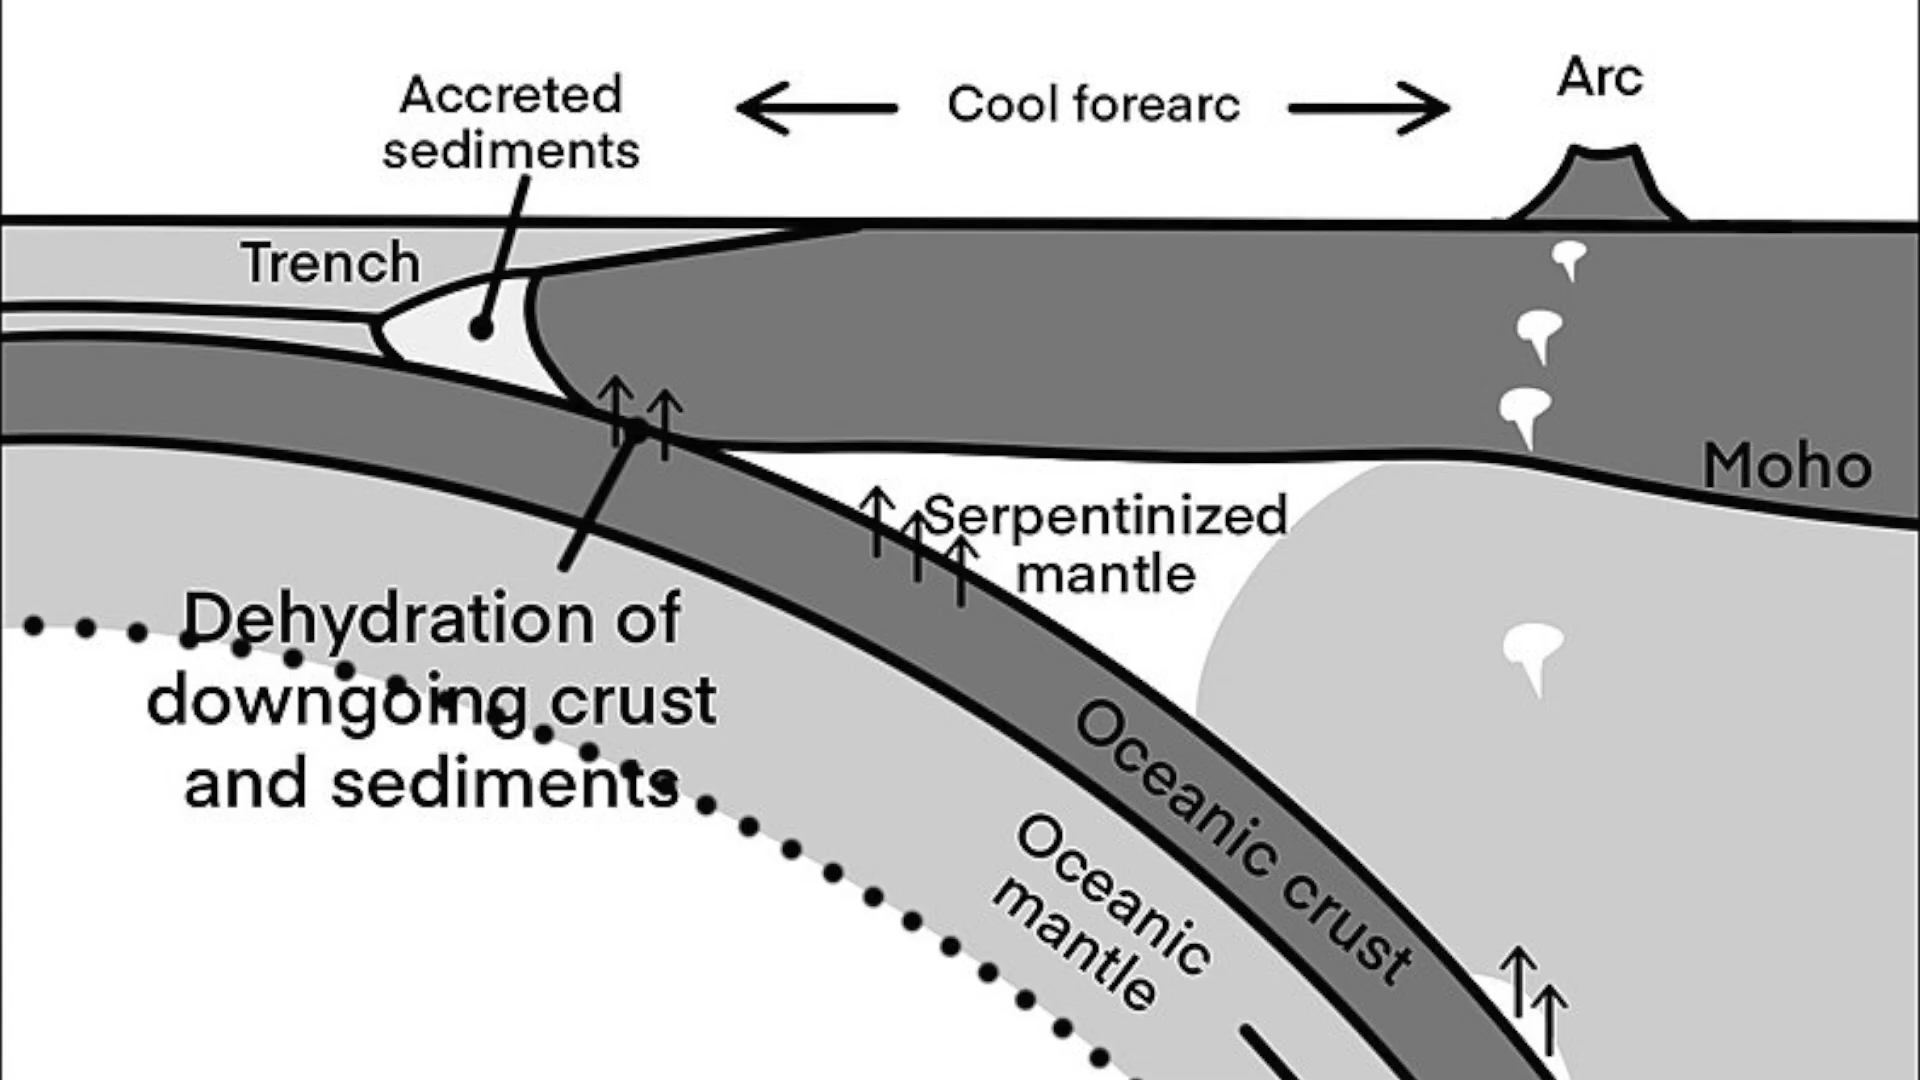 Accreted
sediments
Cool forearc
Arc
Trench
Moho
Serpentinized
mantle
Dehydration of
downgoing crust
and sediments
Oceanic crust
Oceanic
mantle